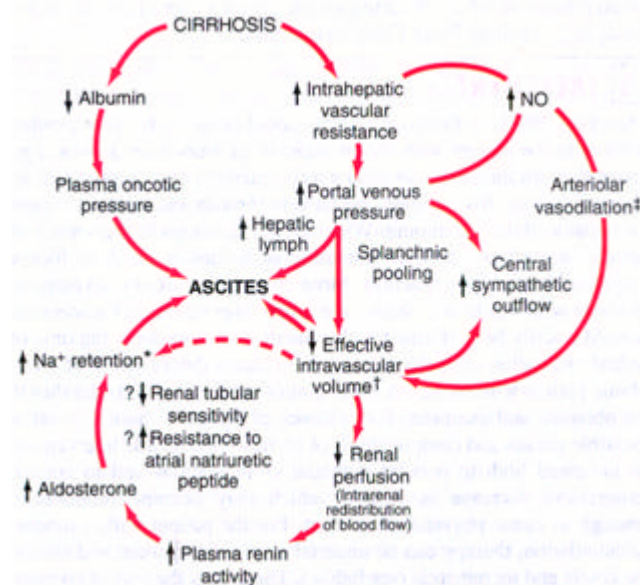 CIRRHOSIS
↓ Albumin
↑ Intrahepatic
vascular
resistance
↑ NO
Plasma oncotic
pressure
↑ Portal venous
pressure
Arteriolar
vasodilation‡
↑ Hepatic
lymph
Splanchnic
pooling
ASCITES
Central
↑ sympathetic
outflow
↑ Na⁺ retention*
↓ Effective
intravascular
volume†
? ↓ Renal tubular
sensitivity
? ↑ Resistance to
atrial natriuretic
peptide
↓ Renal
perfusion
(Intrarenal
redistribution
of blood flow)
↑ Aldosterone
↑ Plasma renin
activity